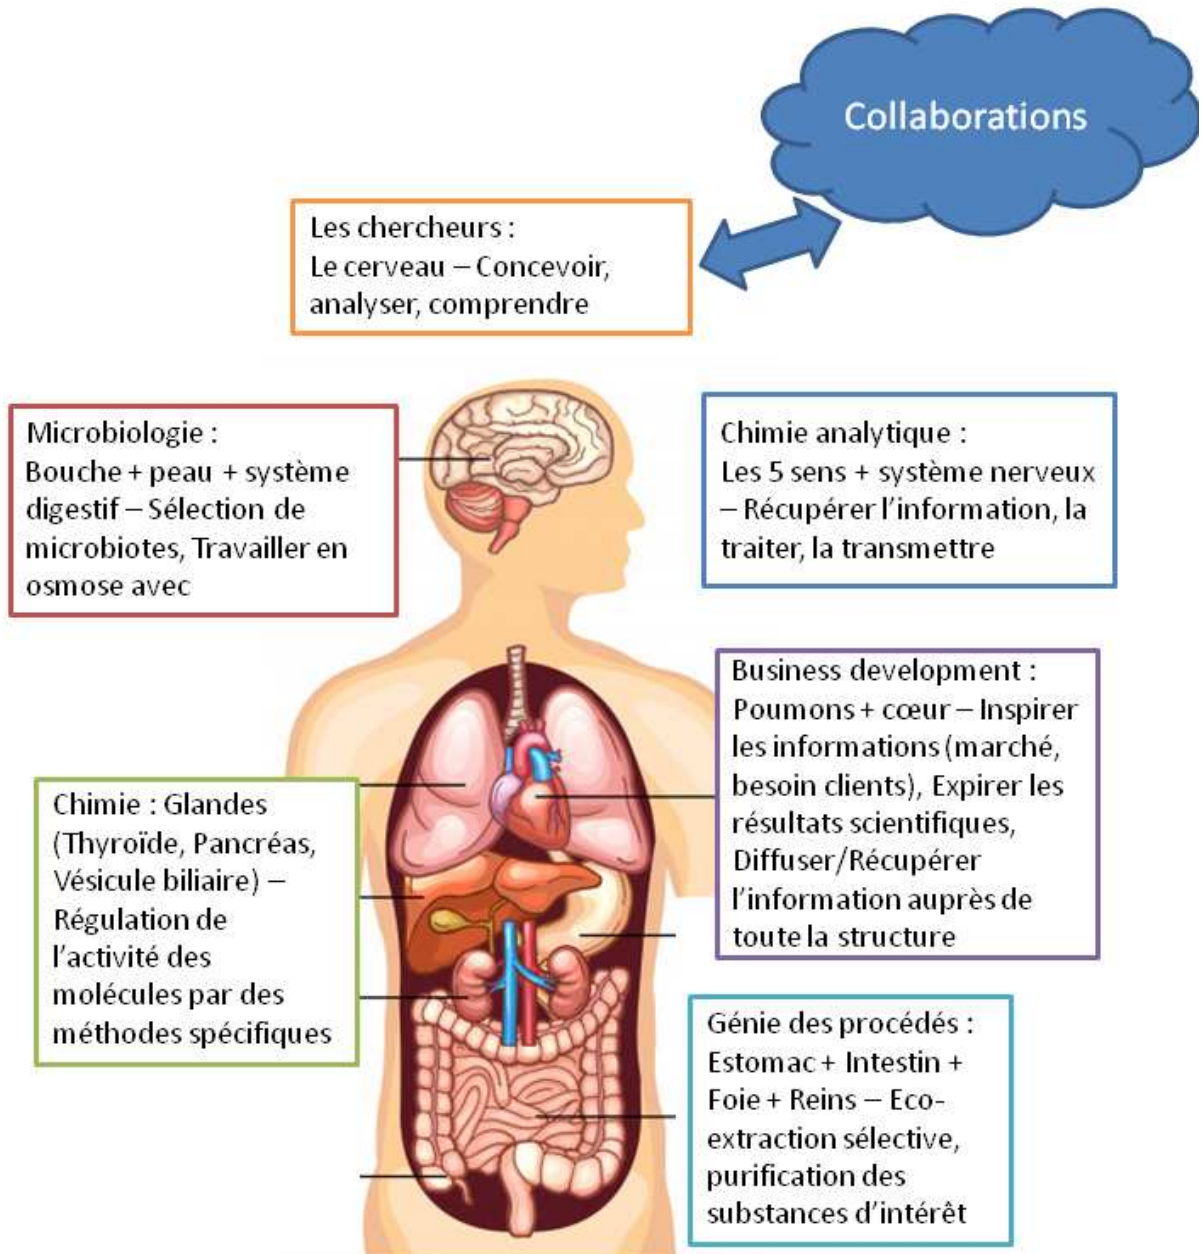 Collaborations
Les chercheurs :
Le cerveau – Concevoir,
analyser, comprendre
Microbiologie :
Bouche + peau + système
digestif – Sélection de
microbiotes, Travailler en
osmose avec
Chimie analytique :
Les 5 sens + système nerveux
– Récupérer l'information, la
traiter, la transmettre
Business development :
Poumons + cœur – Inspirer
les informations (marché,
besoin clients), Expirer les
résultats scientifiques,
Diffuser/Récupérer
l'information auprès de
toute la structure
Chimie : Glandes
(Thyroïde, Pancréas,
Vésicule biliaire) –
Régulation de
l'activité des
molécules par des
méthodes spécifiques
Génie des procédés :
Estomac + Intestin +
Foie + Reins – Eco-
extraction sélective,
purification des
substances d'intérêt